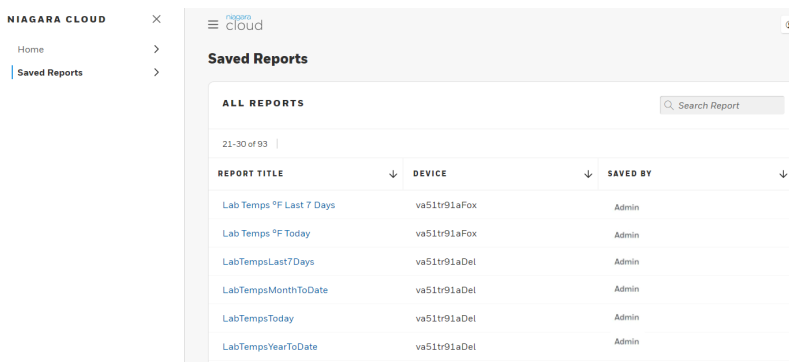 NIAGARA CLOUD
Home
Saved Reports
niagara
cloud
Saved Reports
ALL REPORTS
Search Report
21-30 of 93
REPORT TITLE DEVICE SAVED BY
Lab Temps °F Last 7 Days va51tr91aFox Admin
Lab Temps °F Today va51tr91aFox Admin
LabTempsLast7Days va51tr91aDel Admin
LabTempsMonthToDate va51tr91aDel Admin
LabTempsToday va51tr91aDel Admin
LabTempsYearToDate va51tr91aDel Admin